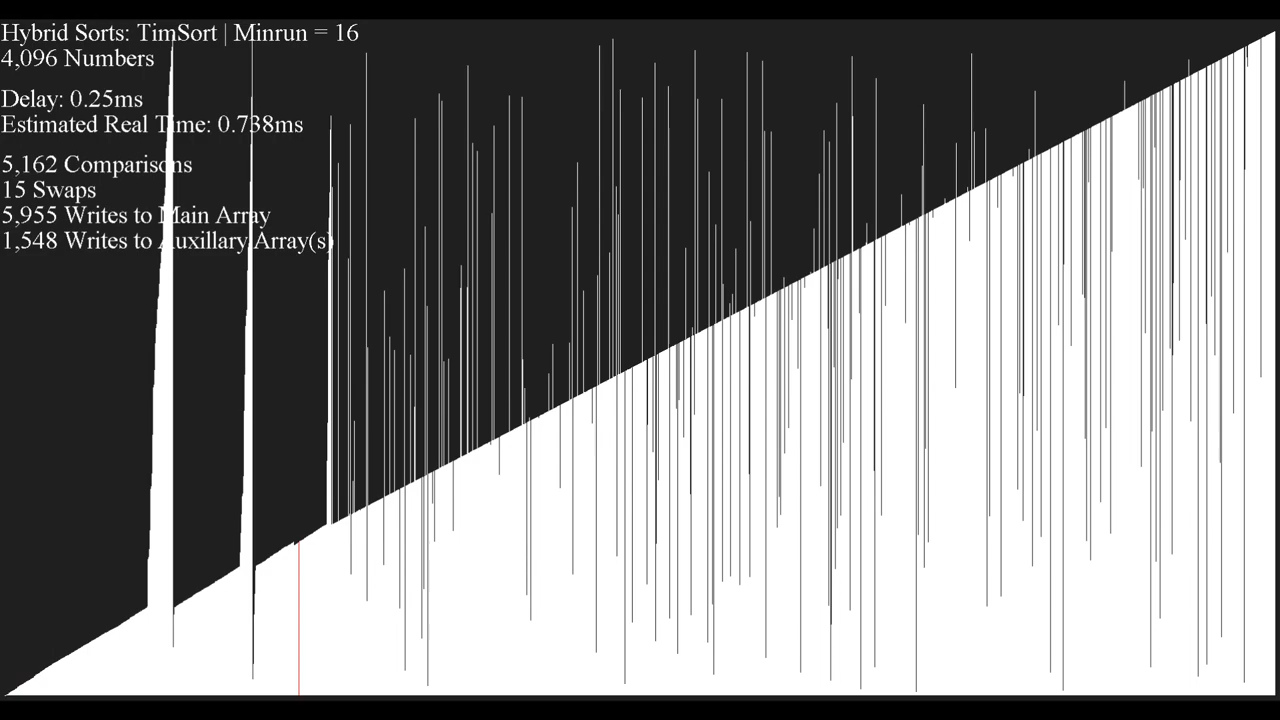 Hybrid Sorts: TimSort | Minrun = 16
4,096 Numbers
Delay: 0.25ms
Estimated Real Time: 0.738ms
5,162 Comparisons
15 Swaps
5,955 Writes to Main Array
1,548 Writes to Auxillary Array(s)